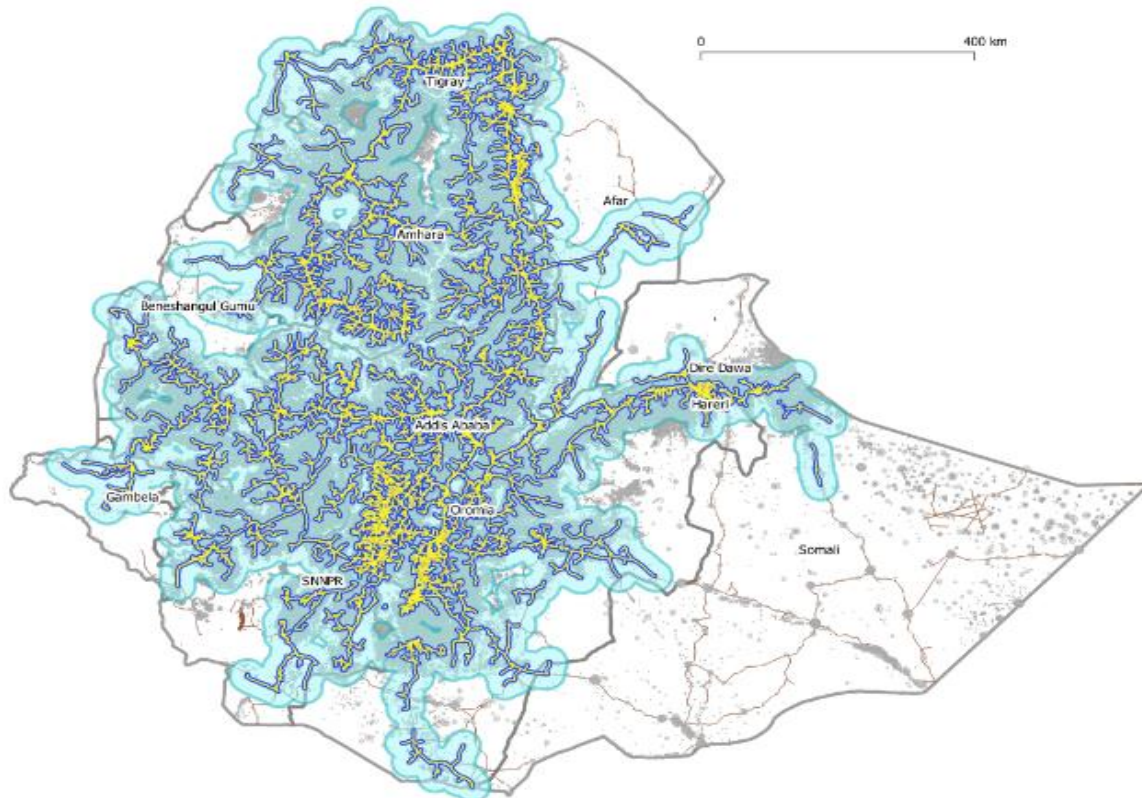 0 400 km
Tigray
Afar
Amhara
Beneshangul Gumu
Dire Dawa
Hareri
Addis Ababa
Gambela
Oromia
Somali
SNNPR